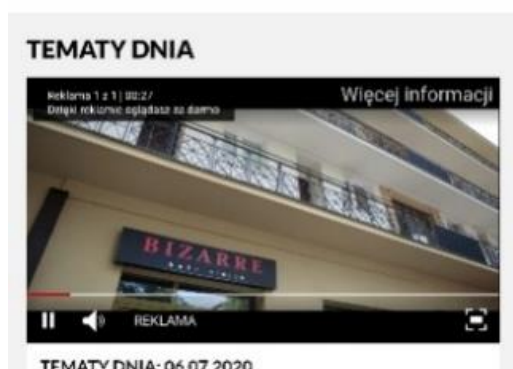 TEMATY DNIA
Reklama 1 z 1 | 00:27
Dzięki reklamie oglądasz za darmo
Więcej informacji
BIZARRE
REKLAMA
TEMATY DNIA: 06.07.2020